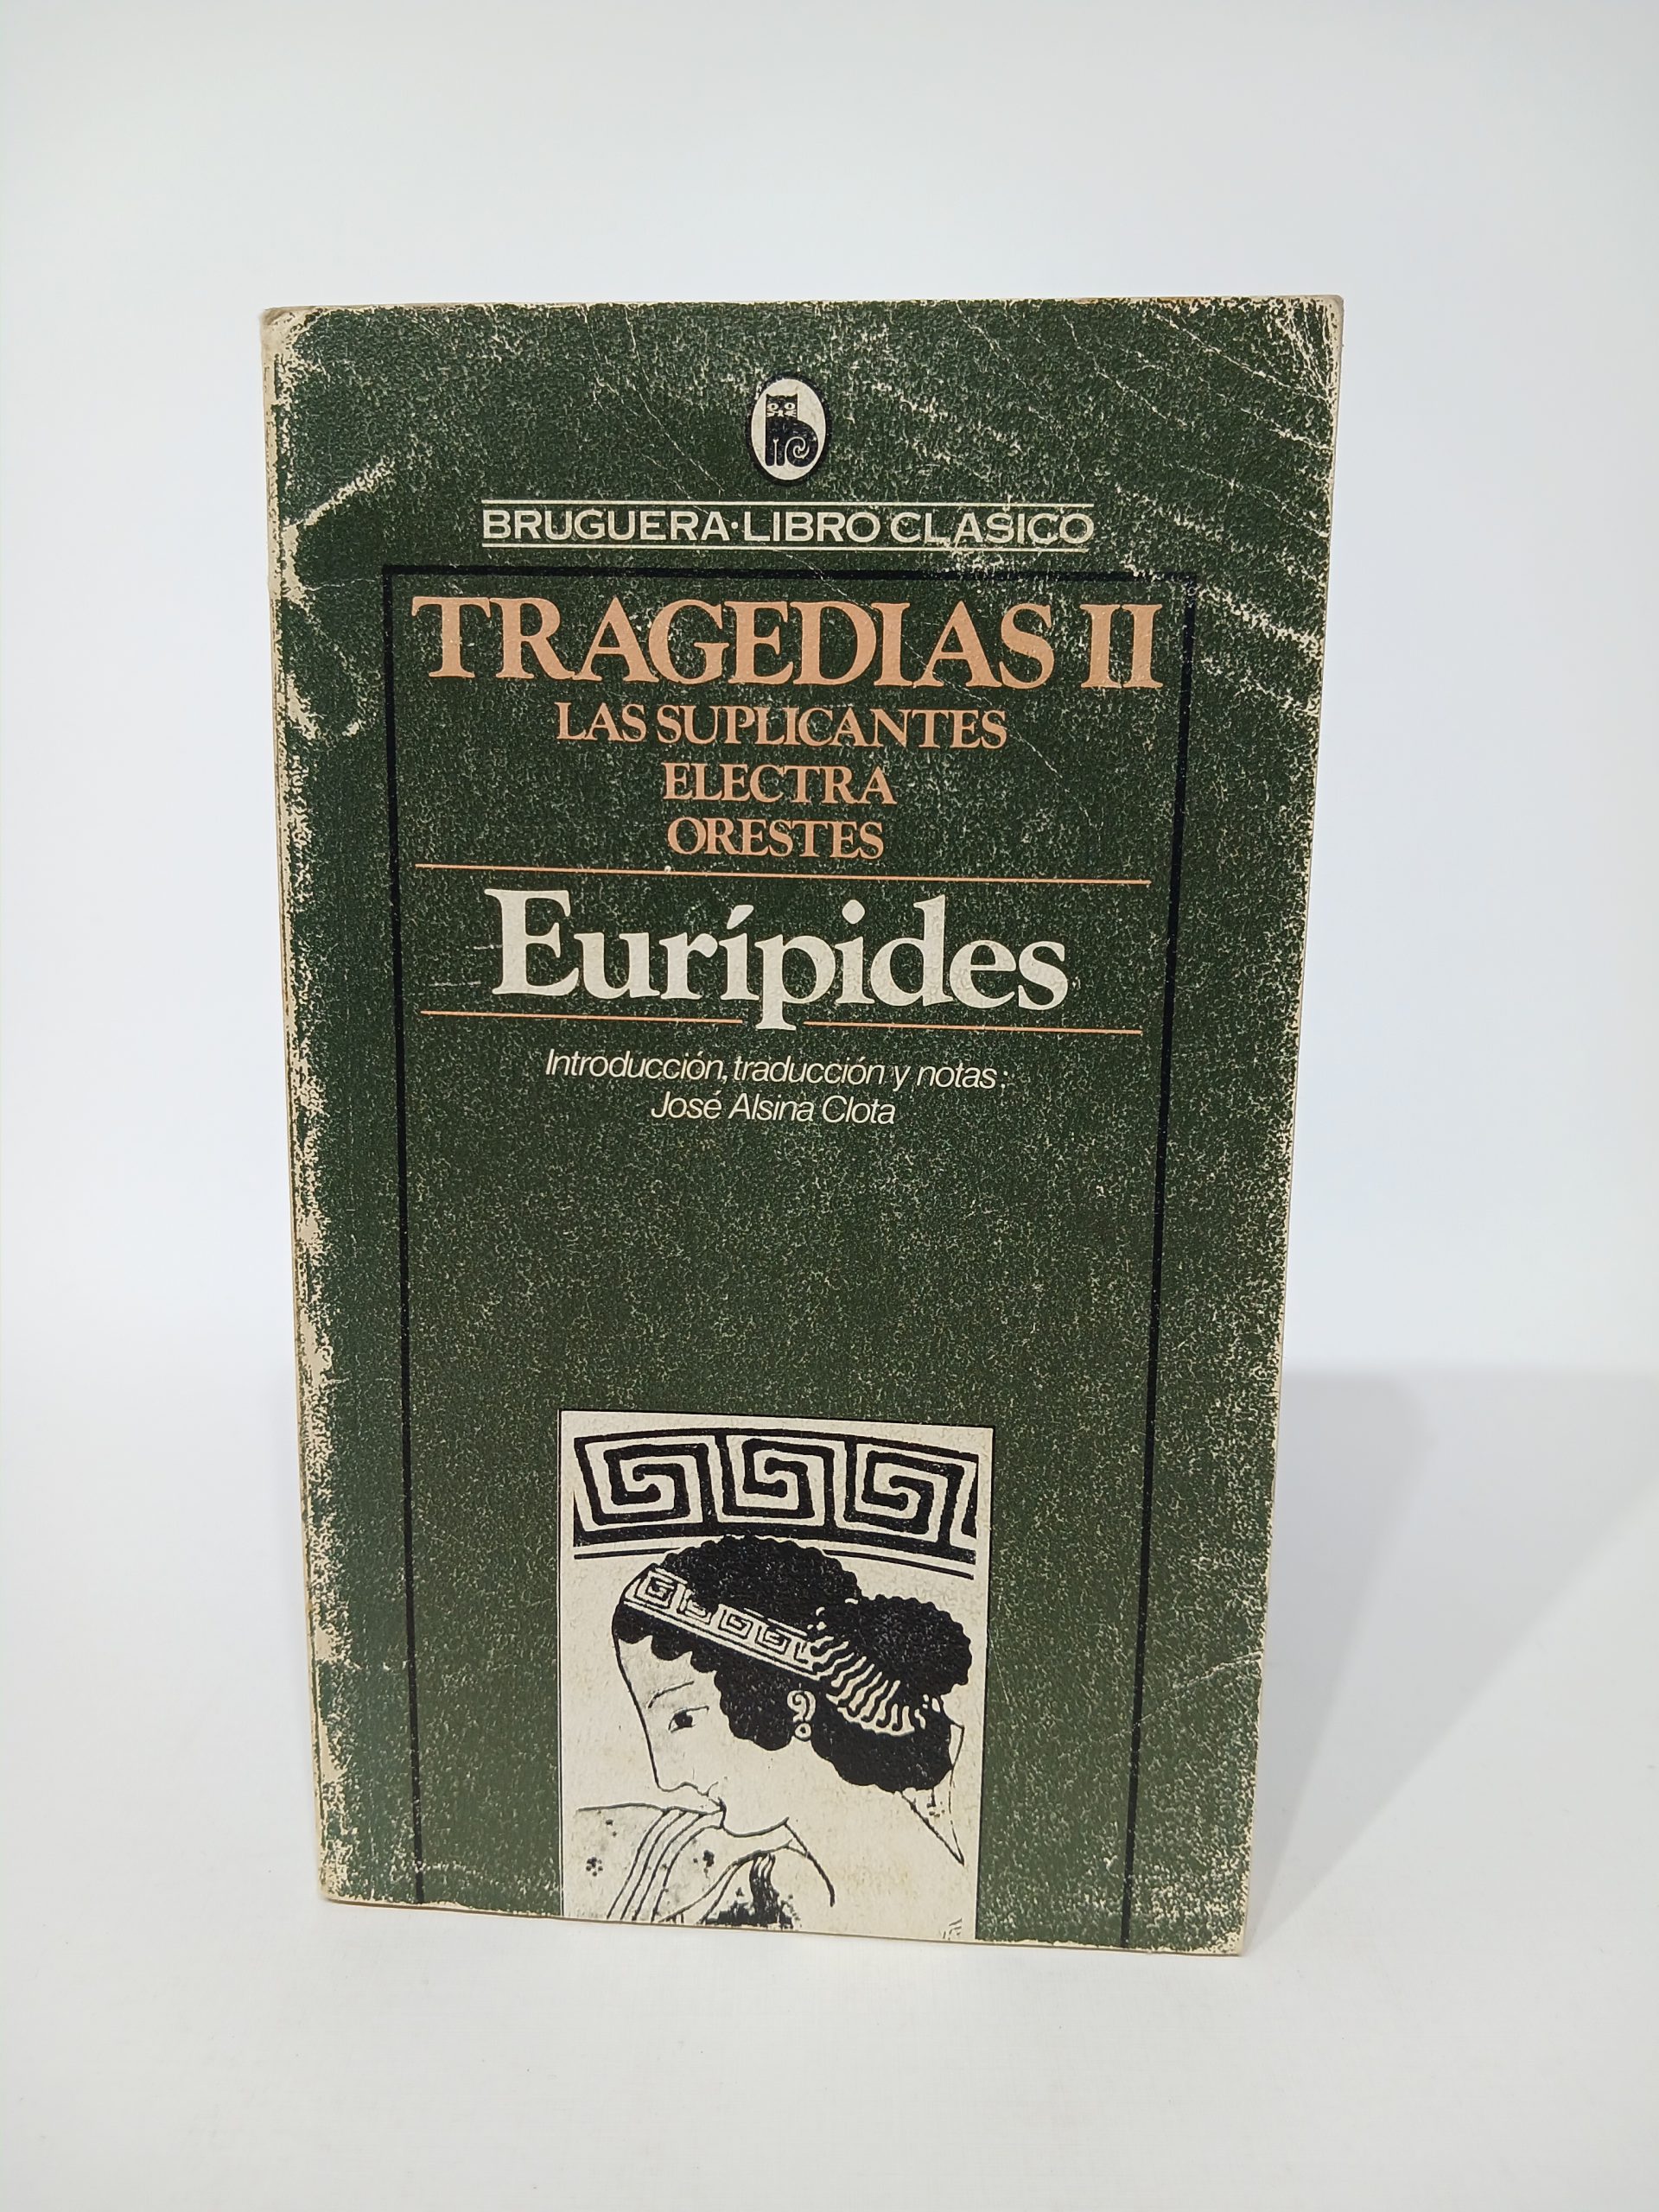 BRUGUERA·LIBRO CLASICO
TRAGEDIAS II
LAS SUPLICANTES
ELECTRA
ORESTES
Eurípides
Introducción, traducción y notas:
José Alsina Clota